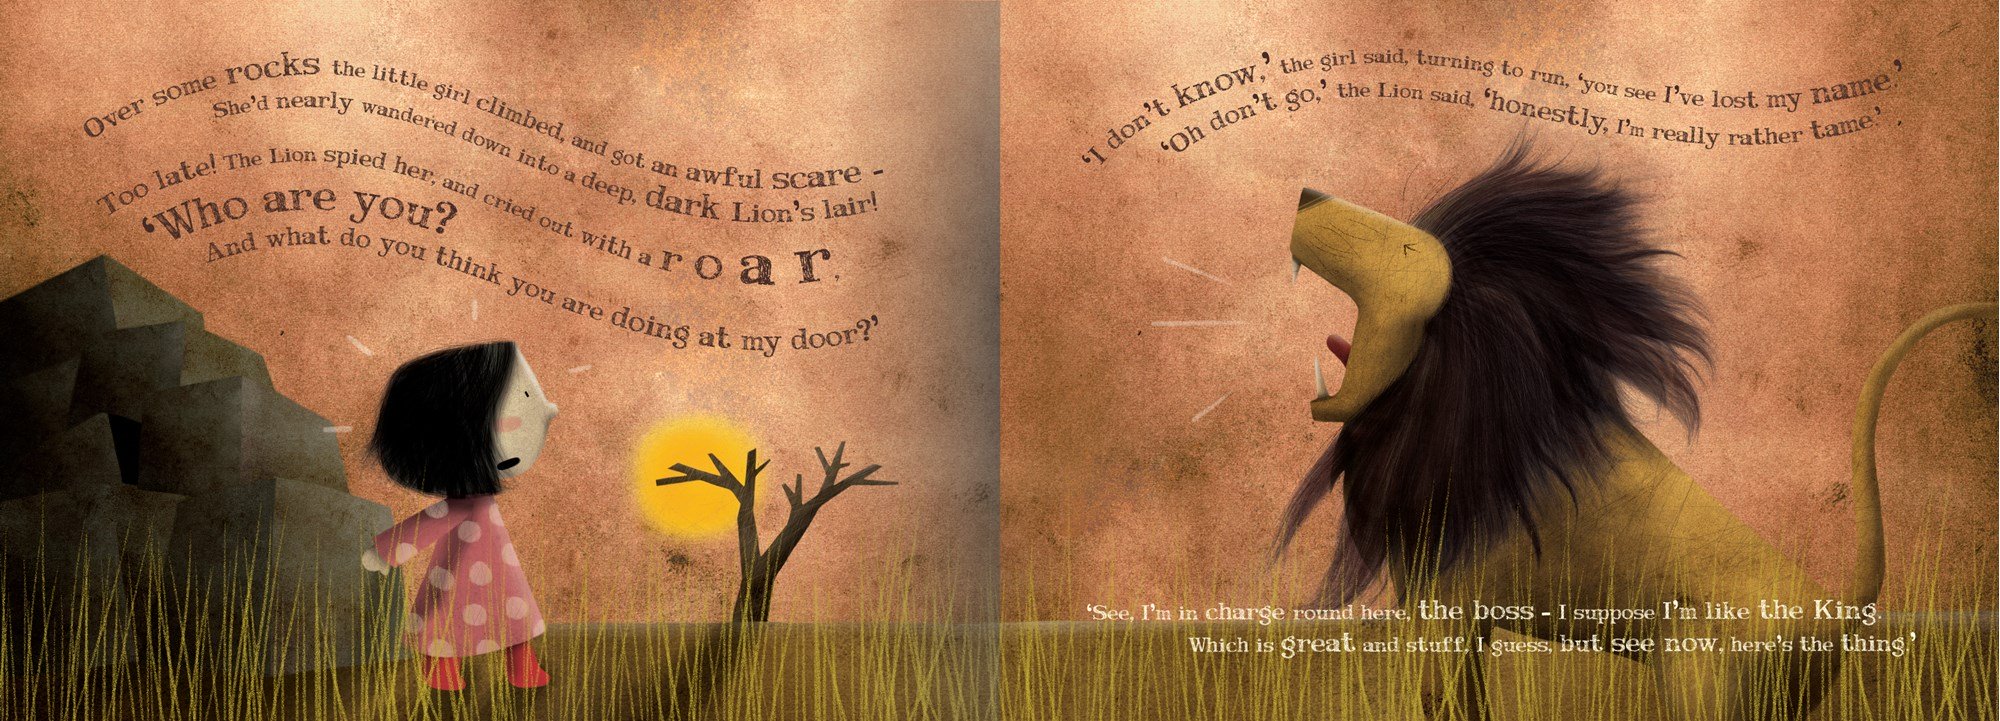 Over some rocks the little girl climbed, and got an awful scare -
She'd nearly wandered down into a deep, dark Lion's lair!
Too late! The Lion spied her, and cried out with a roar,
'Who are you?
And what do you think you are doing at my door?'
'I don't know,' the girl said, turning to run, 'you see I've lost my name.'
'Oh don't go,' the Lion said, 'honestly, I'm really rather tame.'
'See, I'm in charge round here, the boss - I suppose I'm like the King.
Which is great and stuff, I guess, but see now, here's the thing.'